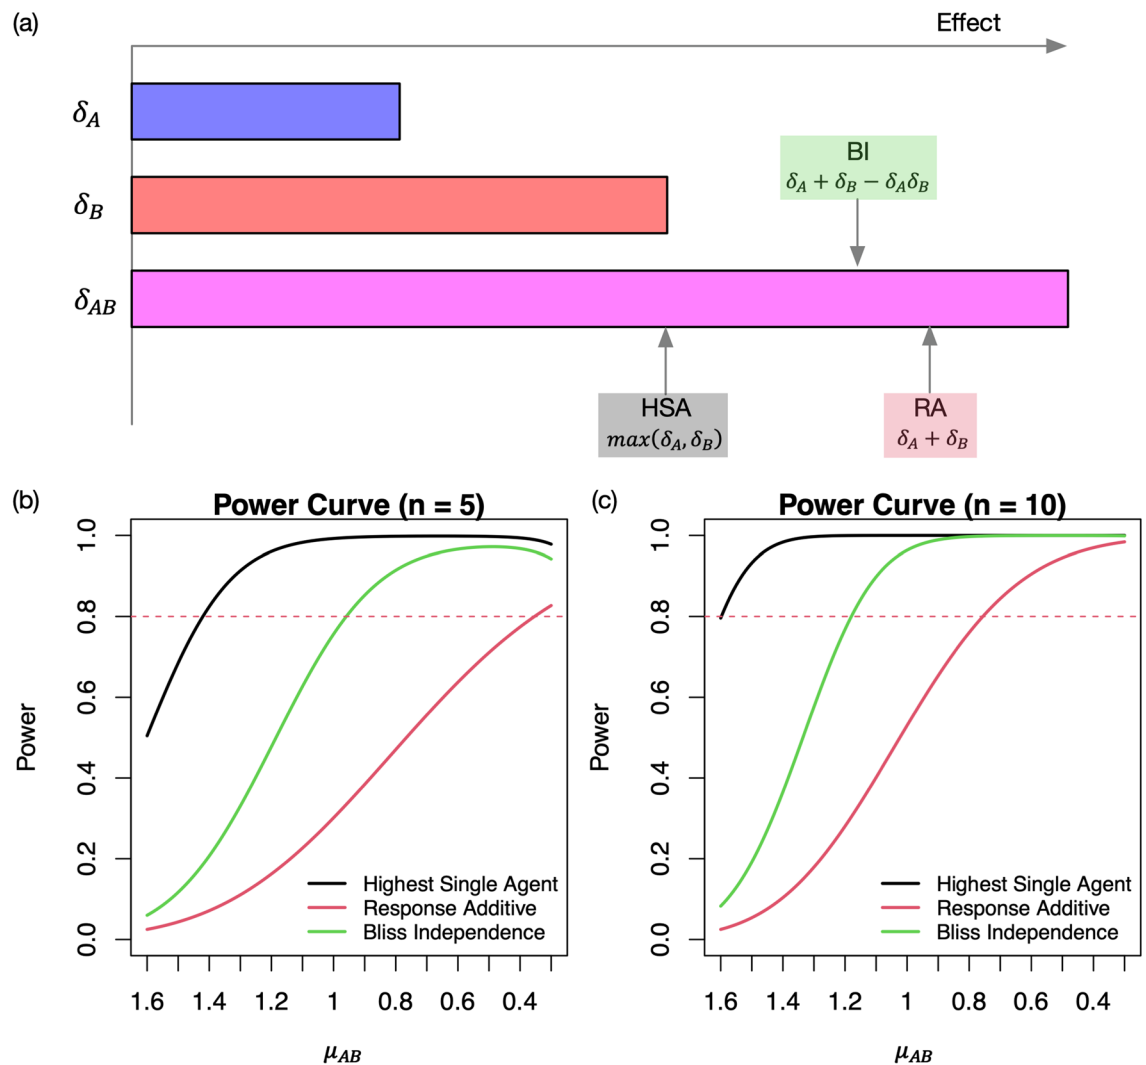 (a)
Effect
δ_A
BI
δ_A + δ_B − δ_Aδ_B
δ_B
δ_AB
HSA
max(δ_A, δ_B)
RA
δ_A + δ_B
(b)
Power Curve (n = 5)
1.0
0.8
0.6
0.4
0.2
0.0
Power
Highest Single Agent
Response Additive
Bliss Independence
1.6 1.4 1.2 1 0.8 0.6 0.4
μ_AB
(c)
Power Curve (n = 10)
1.0
0.8
0.6
0.4
0.2
0.0
Power
Highest Single Agent
Response Additive
Bliss Independence
1.6 1.4 1.2 1 0.8 0.6 0.4
μ_AB